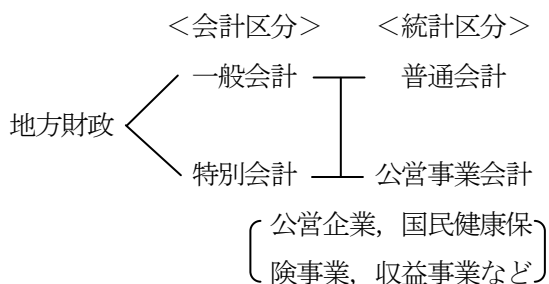 ＜会計区分＞ ＜統計区分＞
一般会計 普通会計
地方財政
特別会計 公営事業会計
公営企業，国民健康保
険事業，収益事業など